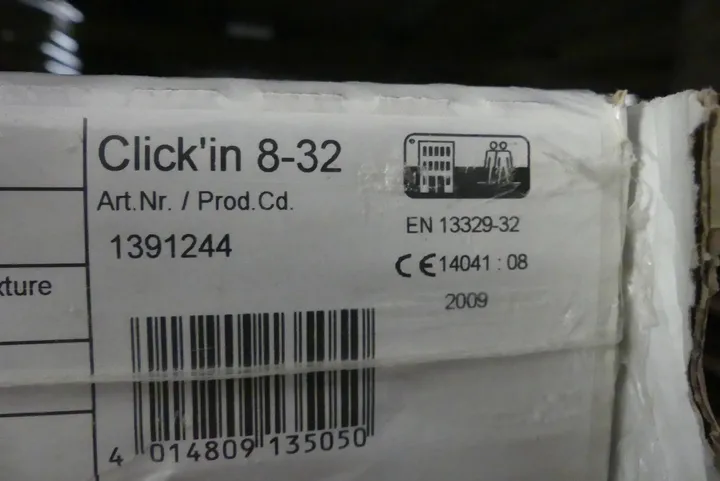 Click'in 8-32
Art.Nr. / Prod.Cd.
1391244
EN 13329-32
CE 14041 : 08
2009
4 014809 135050